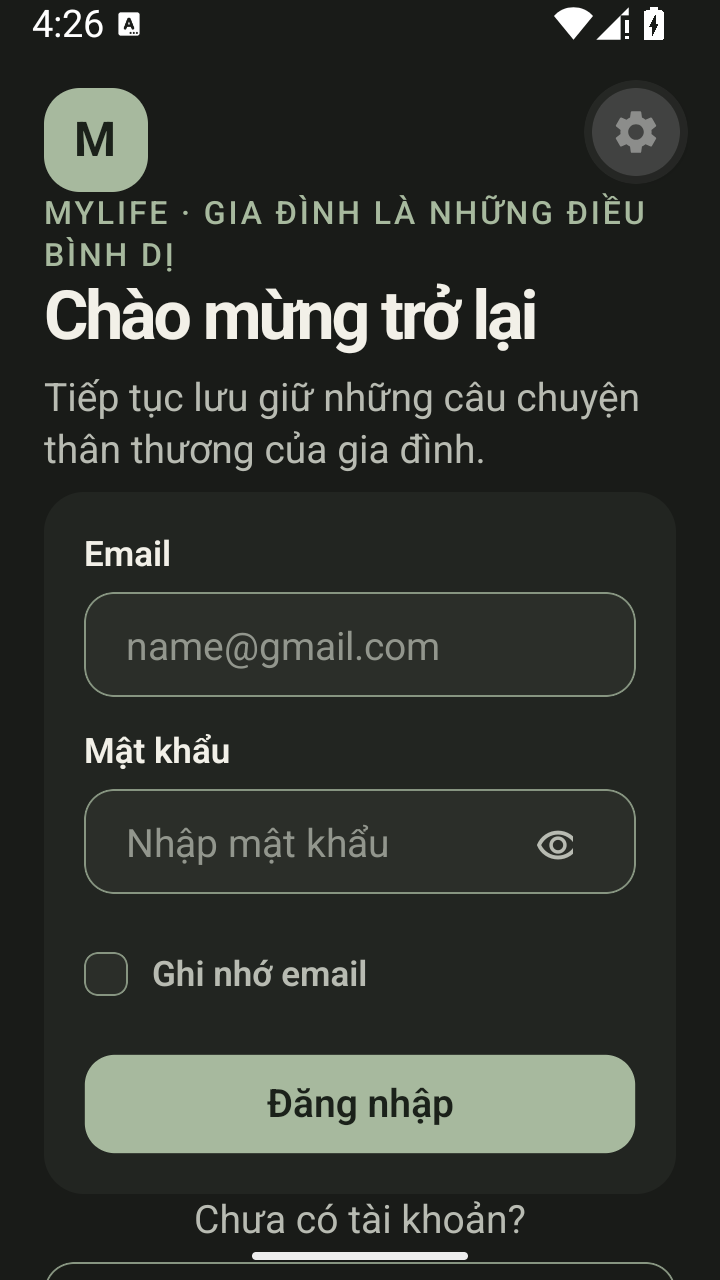 4:26
A
M
MYLIFE · GIA ĐÌNH LÀ NHỮNG ĐIỀU
BÌNH DỊ
Chào mừng trở lại
Tiếp tục lưu giữ những câu chuyện
thân thương của gia đình.
Email
name@gmail.com
Mật khẩu
Nhập mật khẩu
Ghi nhớ email
Đăng nhập
Chưa có tài khoản?